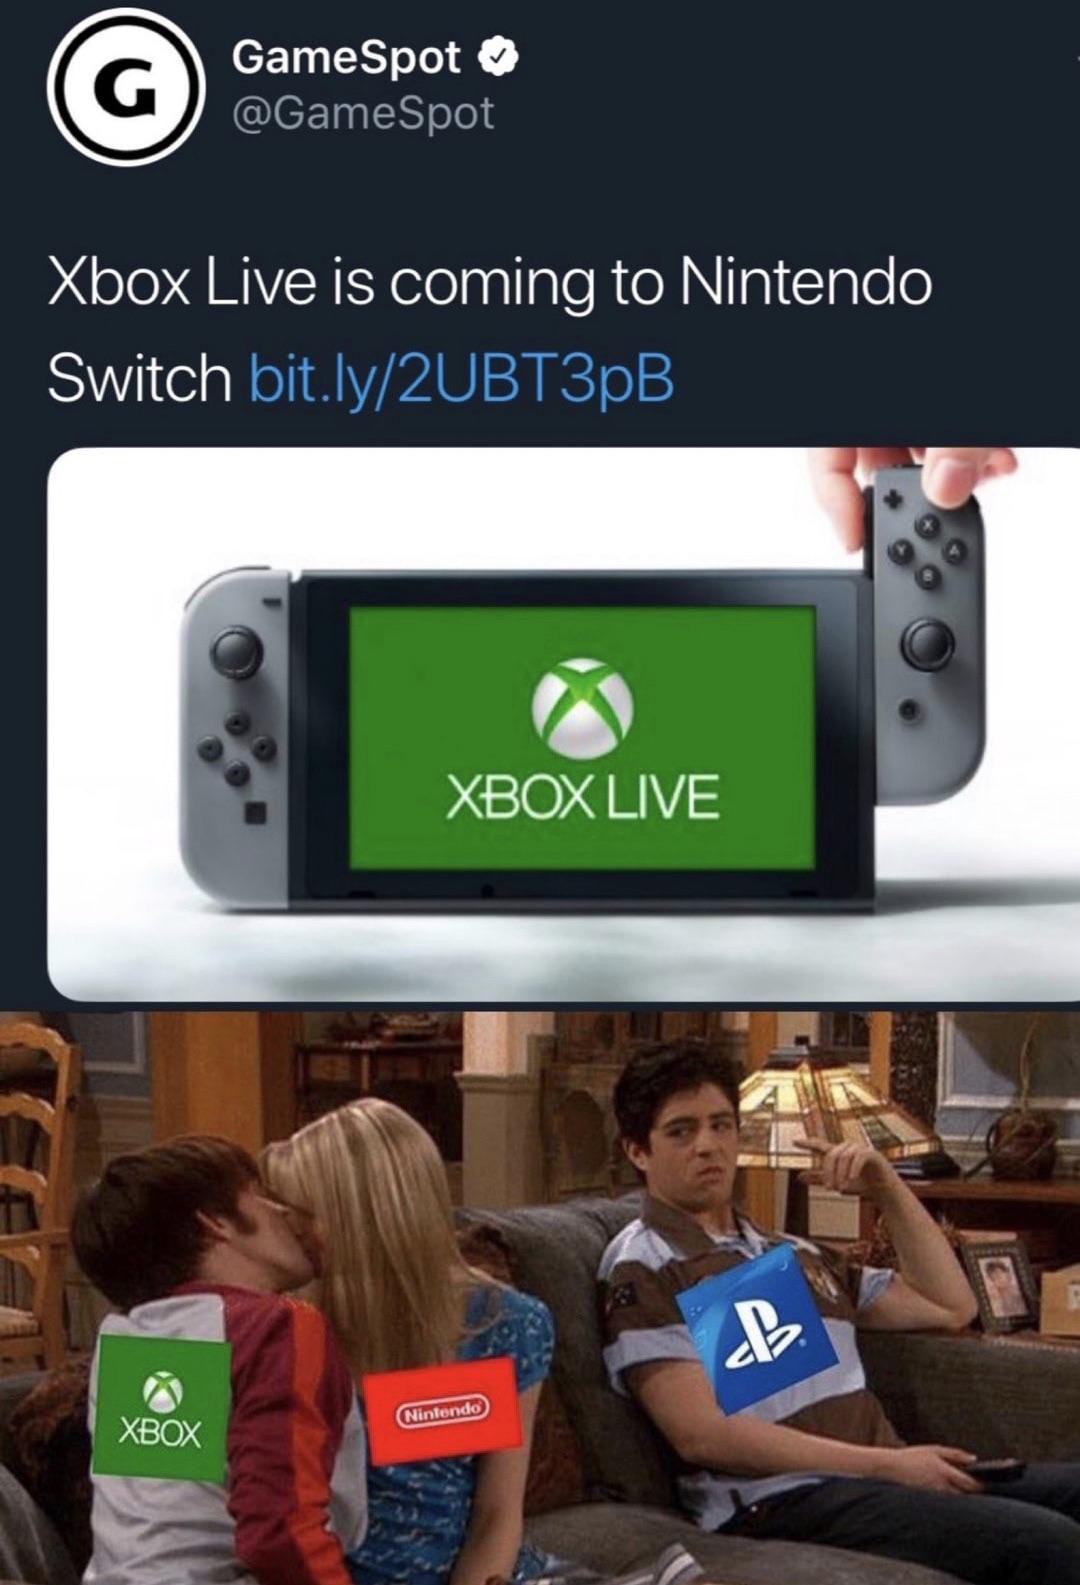 G
GameSpot
@GameSpot
Xbox Live is coming to Nintendo
Switch bit.ly/2UBT3pB
X
Y A
B
XBOX LIVE
XBOX
Nintendo